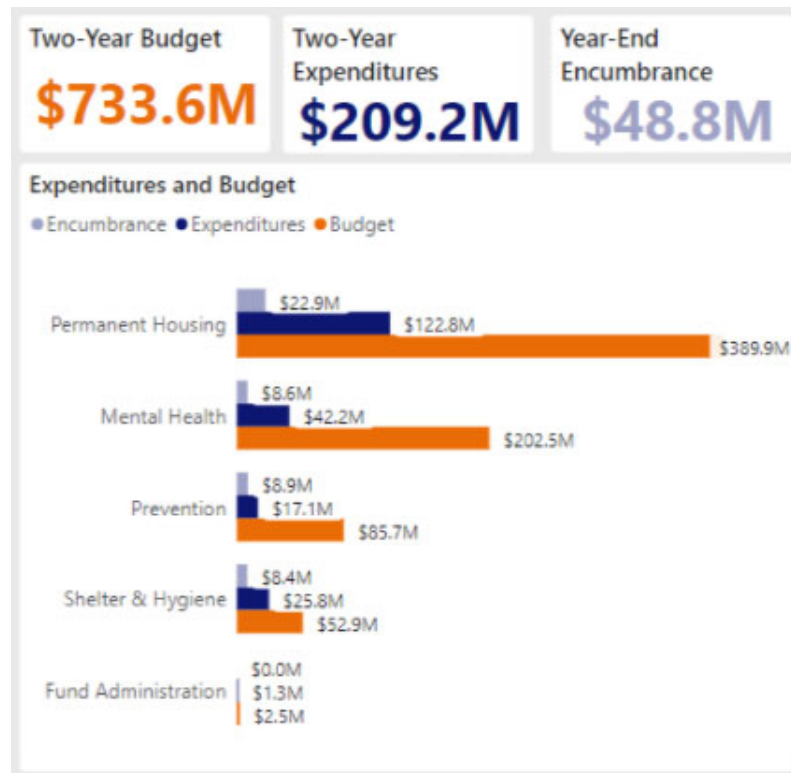 Two-Year Budget
$733.6M
Two-Year
Expenditures
$209.2M
Year-End
Encumbrance
$48.8M
Expenditures and Budget
Encumbrance Expenditures Budget
Permanent Housing
$22.9M
$122.8M
$389.9M
Mental Health
$8.6M
$42.2M
$202.5M
Prevention
$8.9M
$17.1M
$85.7M
Shelter & Hygiene
$8.4M
$25.8M
$52.9M
Fund Administration
$0.0M
$1.3M
$2.5M